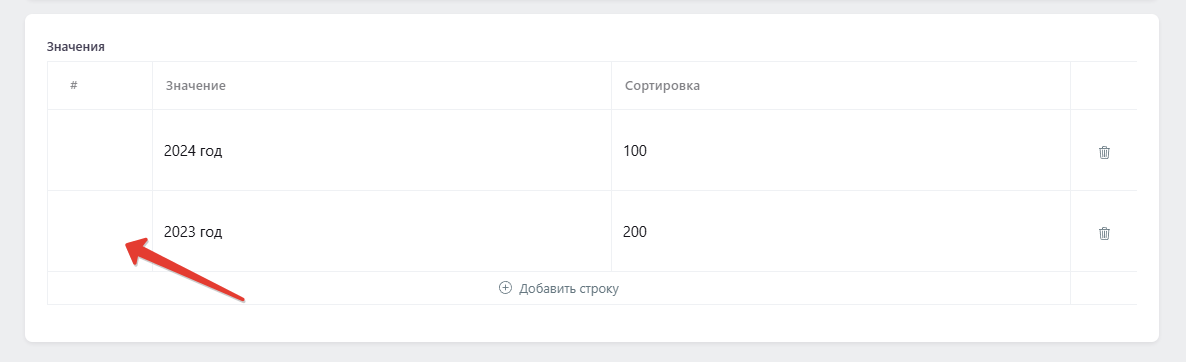 Значения
# Значение Сортировка
2024 год 100
2023 год 200
Добавить строку